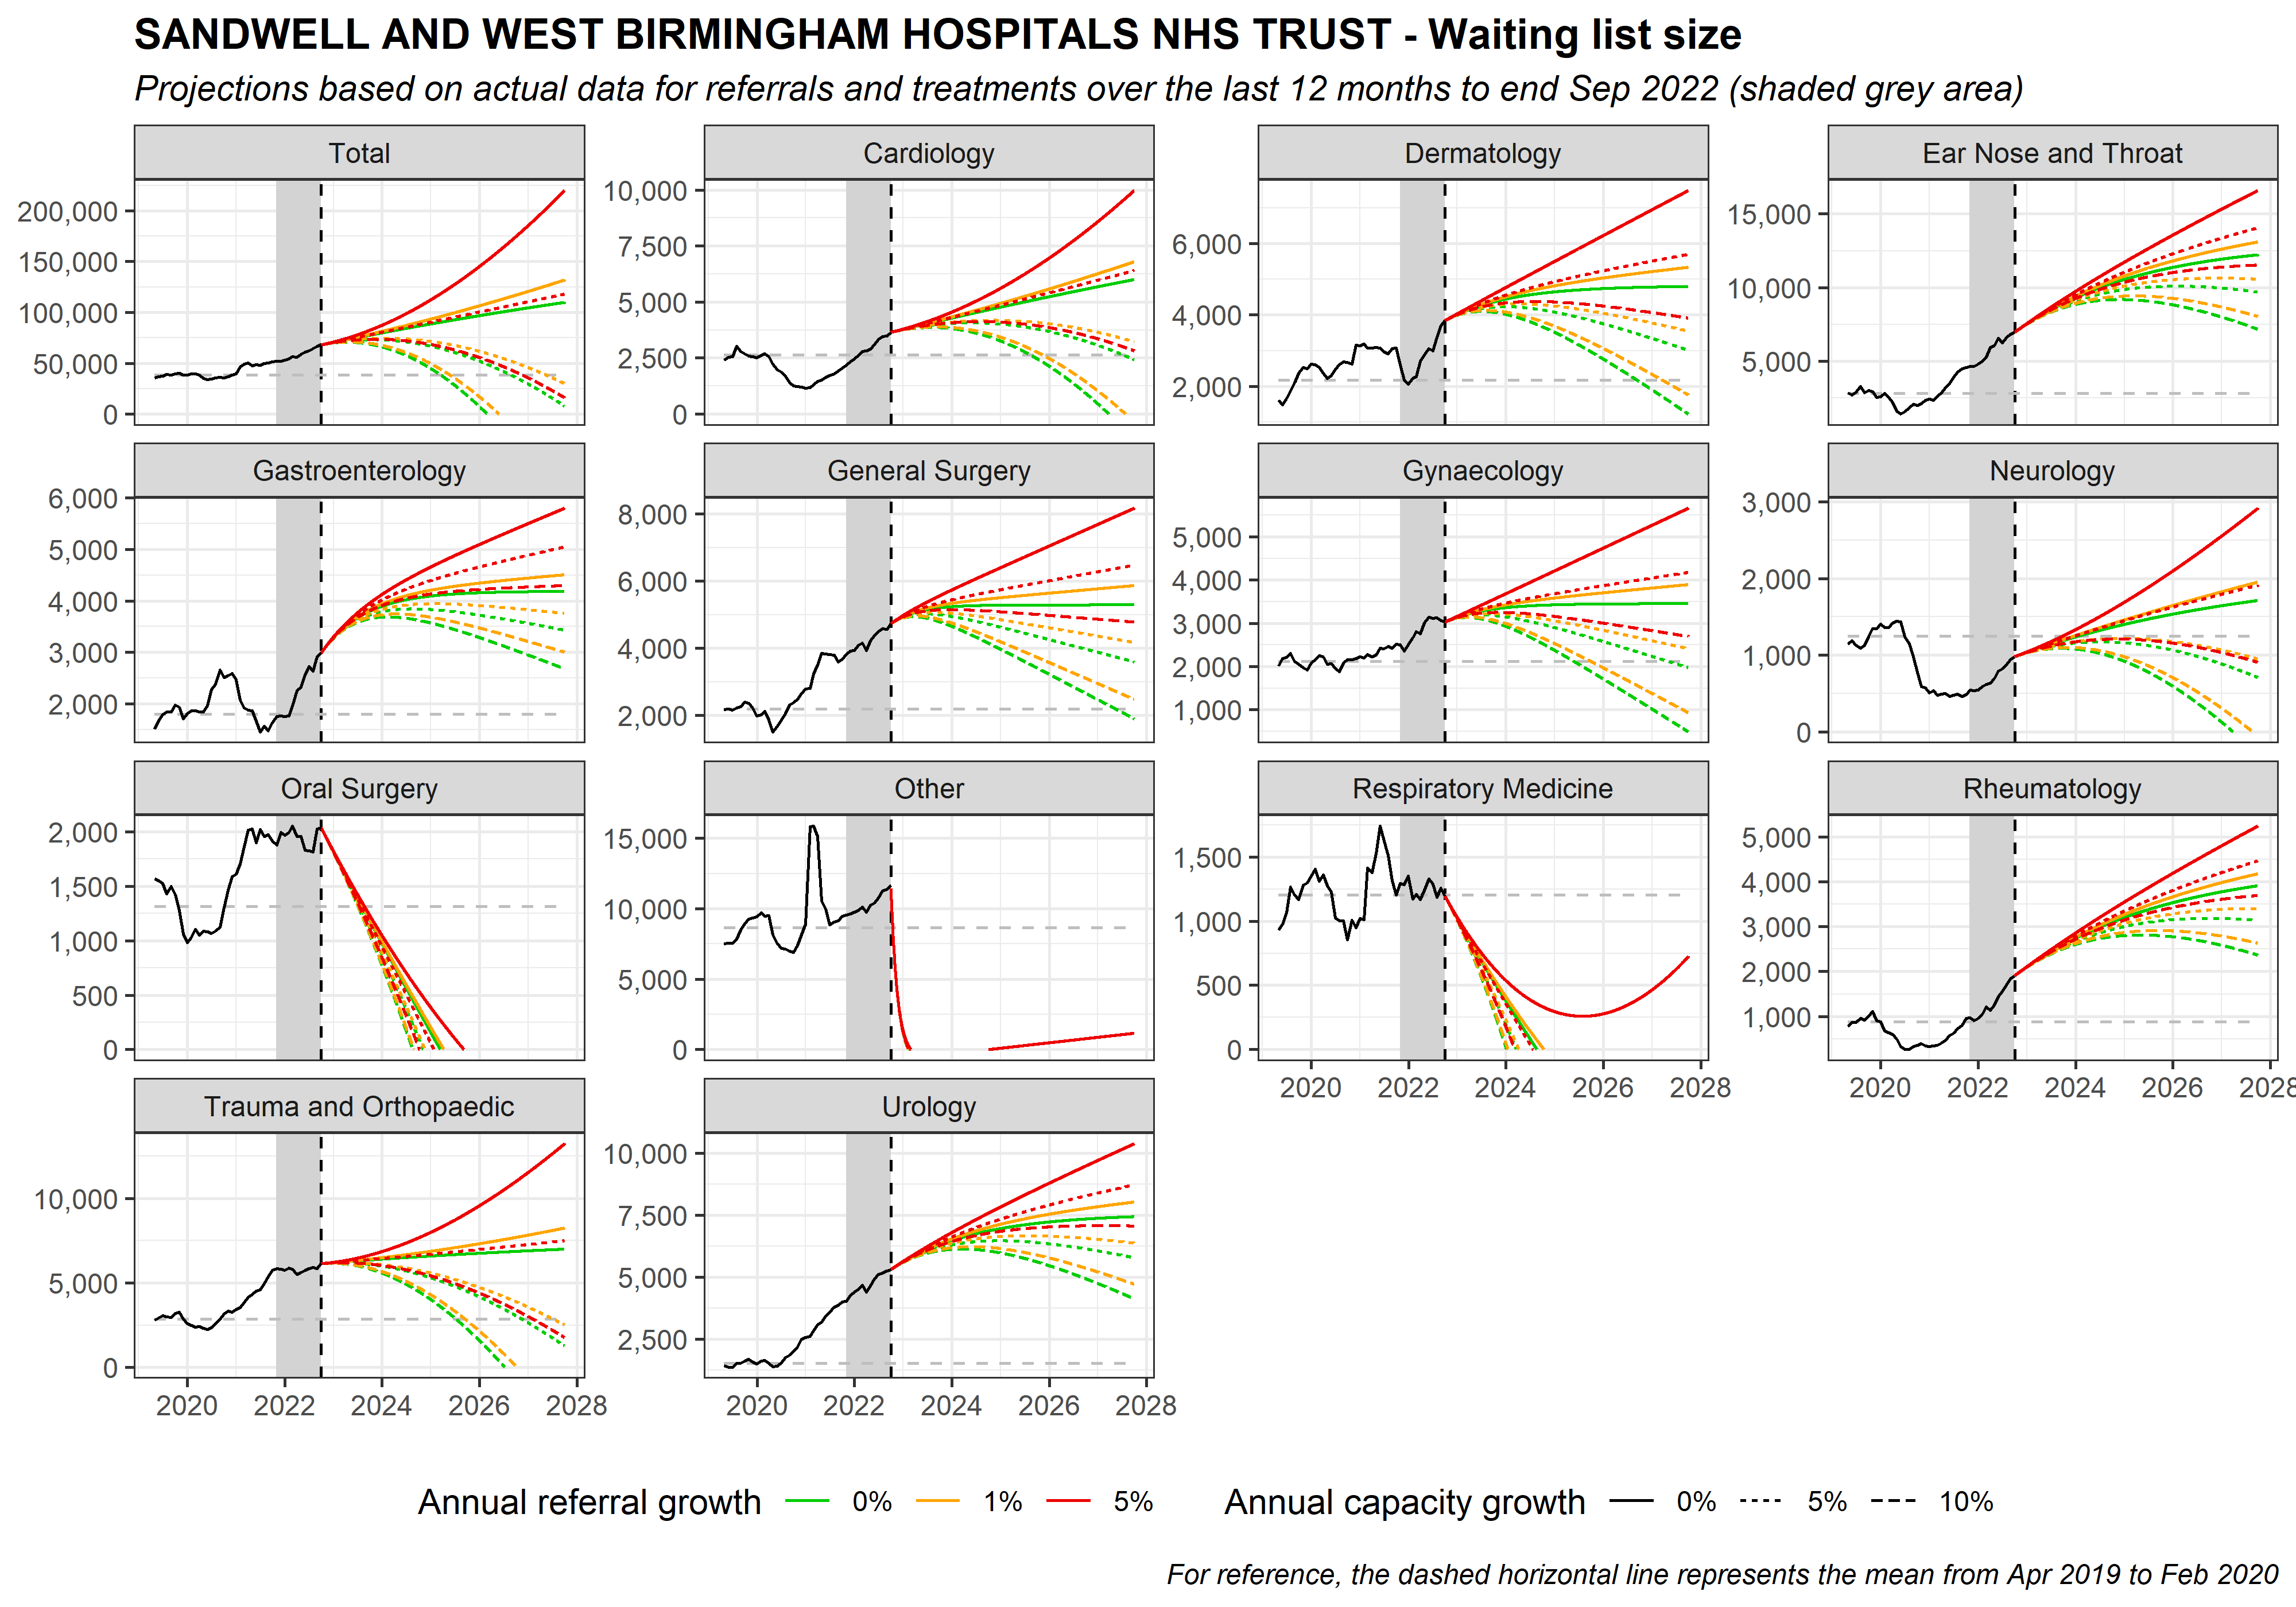 SANDWELL AND WEST BIRMINGHAM HOSPITALS NHS TRUST - Waiting list size
Projections based on actual data for referrals and treatments over the last 12 months to end Sep 2022 (shaded grey area)
Total
200,000
150,000
100,000
50,000
0
Cardiology
10,000
7,500
5,000
2,500
0
Dermatology
6,000
4,000
2,000
Ear Nose and Throat
15,000
10,000
5,000
Gastroenterology
6,000
5,000
4,000
3,000
2,000
General Surgery
8,000
6,000
4,000
2,000
Gynaecology
5,000
4,000
3,000
2,000
1,000
Neurology
3,000
2,000
1,000
0
Oral Surgery
2,000
1,500
1,000
500
0
Other
15,000
10,000
5,000
0
Respiratory Medicine
1,500
1,000
500
0
2020 2022 2024 2026 2028
Rheumatology
5,000
4,000
3,000
2,000
1,000
2020 2022 2024 2026 2028
Trauma and Orthopaedic
10,000
5,000
0
2020 2022 2024 2026 2028
Urology
10,000
7,500
5,000
2,500
2020 2022 2024 2026 2028
Annual referral growth 0% 1% 5% Annual capacity growth 0% 5% 10%
For reference, the dashed horizontal line represents the mean from Apr 2019 to Feb 2020